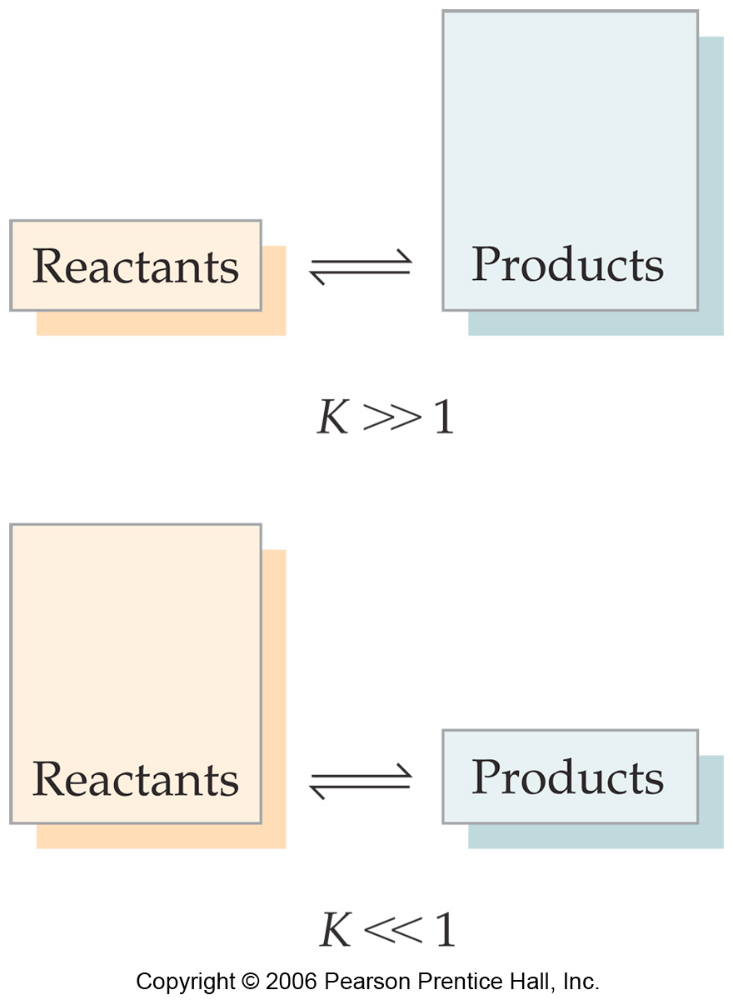 Reactants ⇌ Products
K >> 1
Reactants ⇌ Products
K << 1
Copyright © 2006 Pearson Prentice Hall, Inc.